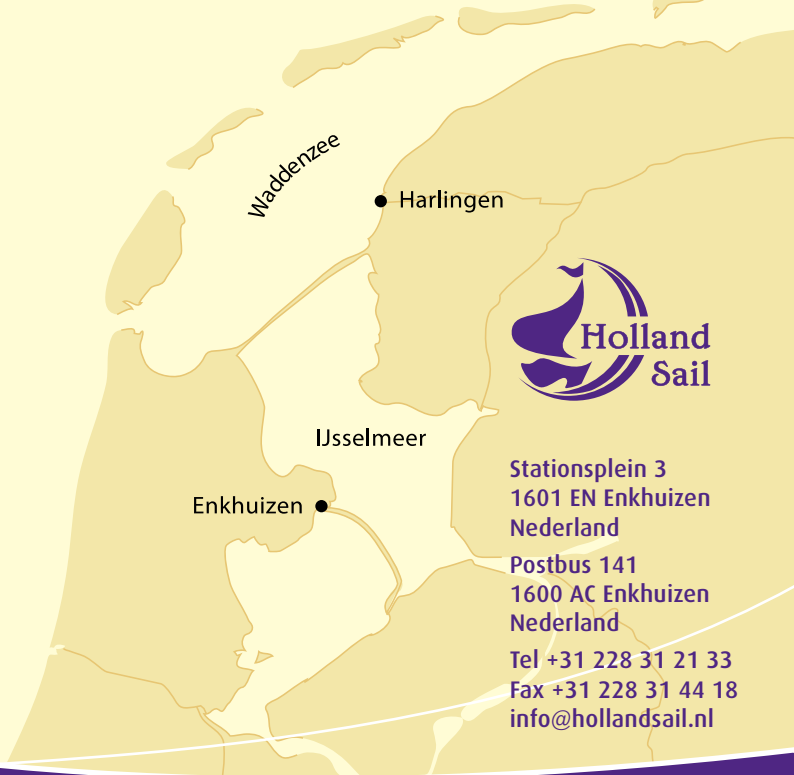 Waddenzee
Harlingen
Holland
Sail
IJsselmeer
Enkhuizen
Stationsplein 3
1601 EN Enkhuizen
Nederland
Postbus 141
1600 AC Enkhuizen
Nederland
Tel +31 228 31 21 33
Fax +31 228 31 44 18
info@hollandsail.nl